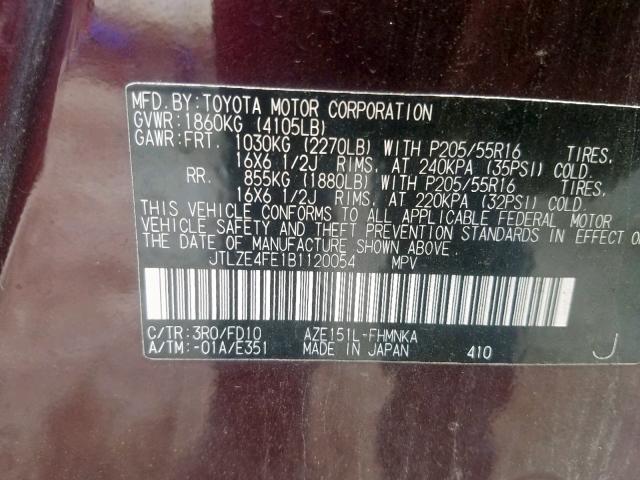 MFD.BY:TOYOTA MOTOR CORPORATION
GVWR:1860KG (4105LB)
GAWR:FRT. 1030KG (2270LB) WITH P205/55R16 TIRES,
16X6 1/2J RIMS, AT 240KPA (35PSI) COLD.
RR. 855KG (1880LB) WITH P205/55R16 TIRES,
16X6 1/2J RIMS, AT 220KPA (32PSI) COLD.
THIS VEHICLE CONFORMS TO ALL APPLICABLE FEDERAL MOTOR
VEHICLE SAFETY AND THEFT PREVENTION STANDARDS IN EFFECT ON
THE DATE OF MANUFACTURE SHOWN ABOVE.
JTLZE4FE1B1120054 MPV
C/TR:3R0/FD10 AZE151L-FHMNKA
A/TM:-01A/E351 MADE IN JAPAN 410 J